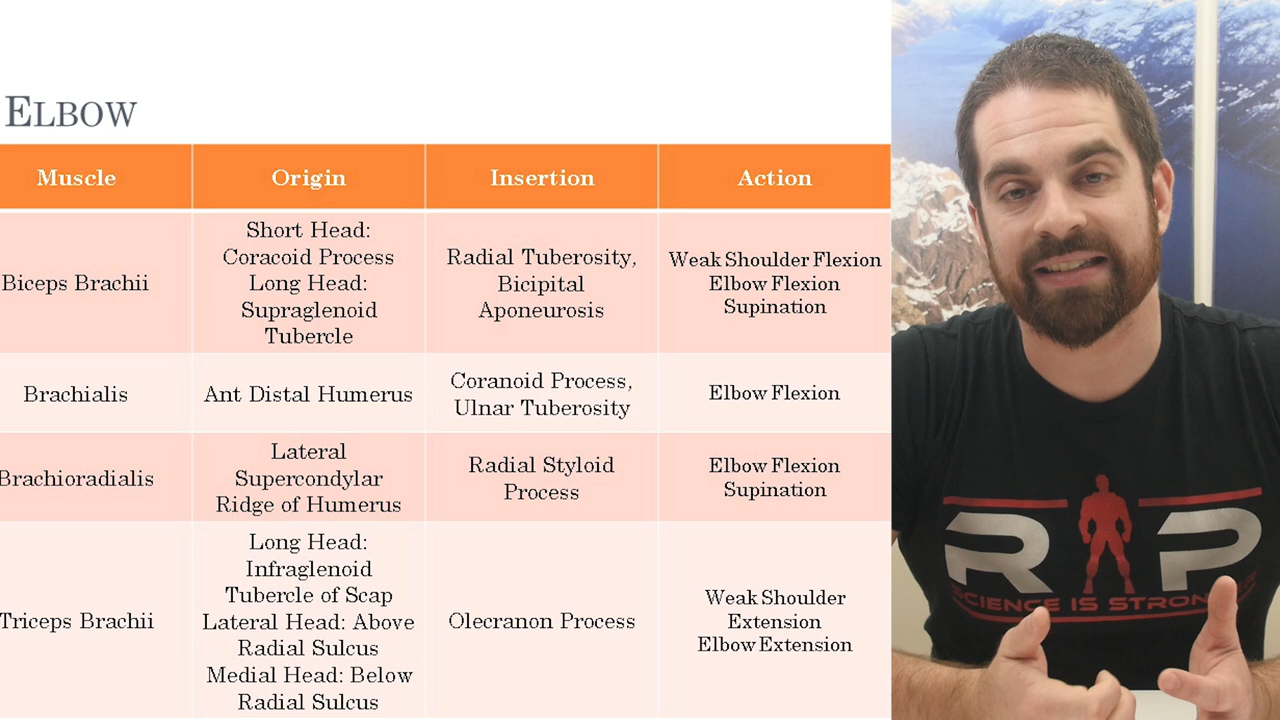 ELBOW
Muscle
Origin
Insertion
Action
Biceps Brachii
Short Head:
Coracoid Process
Long Head:
Supraglenoid
Tubercle
Radial Tuberosity,
Bicipital
Aponeurosis
Weak Shoulder Flexion
Elbow Flexion
Supination
Brachialis
Ant Distal Humerus
Coranoid Process,
Ulnar Tuberosity
Elbow Flexion
Brachioradialis
Lateral
Supercondylar
Ridge of Humerus
Radial Styloid
Process
Elbow Flexion
Supination
Triceps Brachii
Long Head:
Infraglenoid
Tubercle of Scap
Lateral Head: Above
Radial Sulcus
Medial Head: Below
Radial Sulcus
Olecranon Process
Weak Shoulder
Extension
Elbow Extension
R P
SCIENCE IS